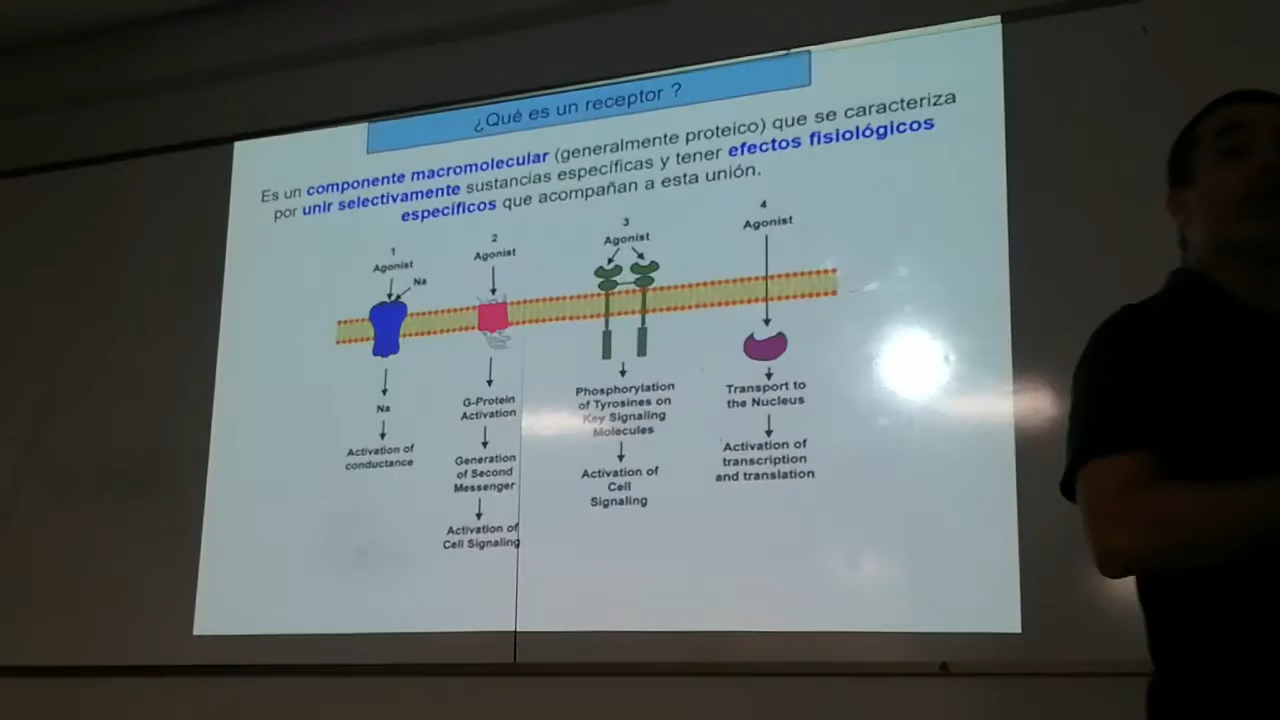 ¿Qué es un receptor ?
Es un componente macromolecular (generalmente proteico) que se caracteriza
por unir selectivamente sustancias específicas y tener efectos fisiológicos
específicos que acompañan a esta unión.
1
Agonist
Na
Na
Activation of
conductance
2
Agonist
G-Protein
Activation
Generation
of Second
Messenger
Activation of
Cell Signaling
3
Agonist
Phosphorylation
of Tyrosines on
Key Signaling
Molecules
Activation of
Cell
Signaling
4
Agonist
Transport to
the Nucleus
Activation of
transcription
and translation